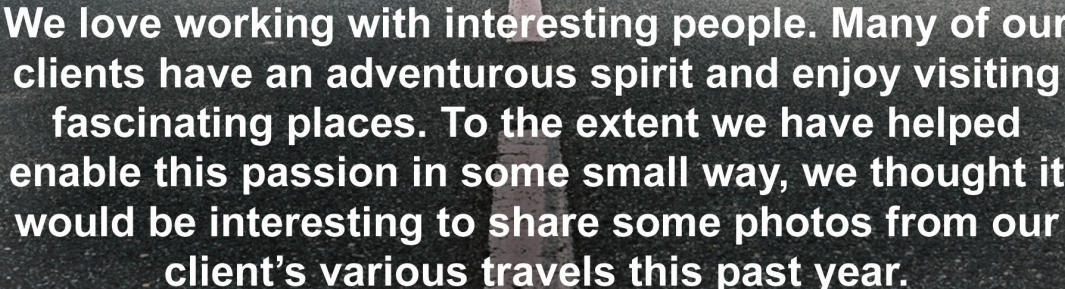 We love working with interesting people. Many of our
clients have an adventurous spirit and enjoy visiting
fascinating places. To the extent we have helped
enable this passion in some small way, we thought it
would be interesting to share some photos from our
client’s various travels this past year.